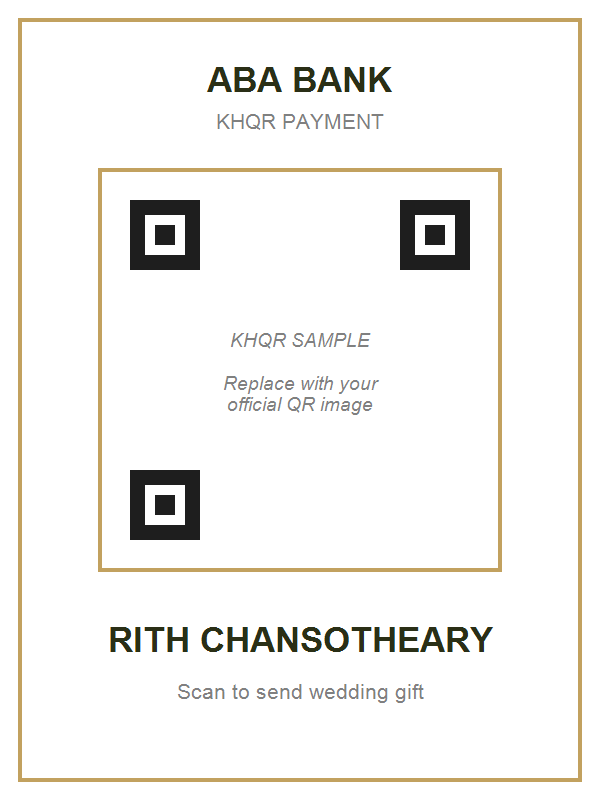 ABA BANK
KHQR PAYMENT
KHQR SAMPLE
Replace with your
official QR image
RITH CHANSOTHEARY
Scan to send wedding gift